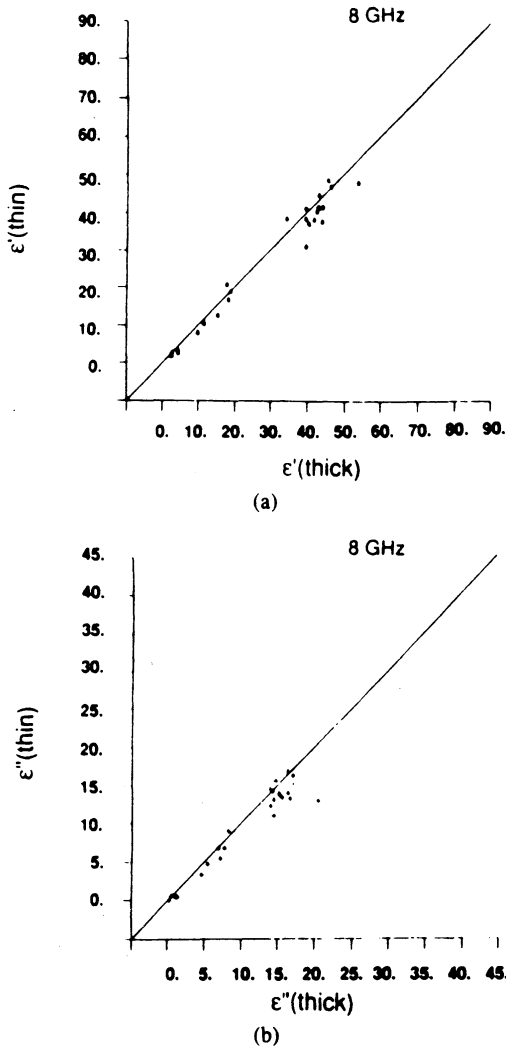 8 GHz
90.
80.
70.
60.
50.
40.
30.
20.
10.
0.
ε'(thin)
0. 10. 20. 30. 40. 50. 60. 70. 80. 90.
ε'(thick)
(a)
8 GHz
45.
40.
35.
30.
25.
20.
15.
10.
5.
0.
ε"(thin)
0. 5. 10. 15. 20. 25. 30. 35. 40. 45.
ε"(thick)
(b)